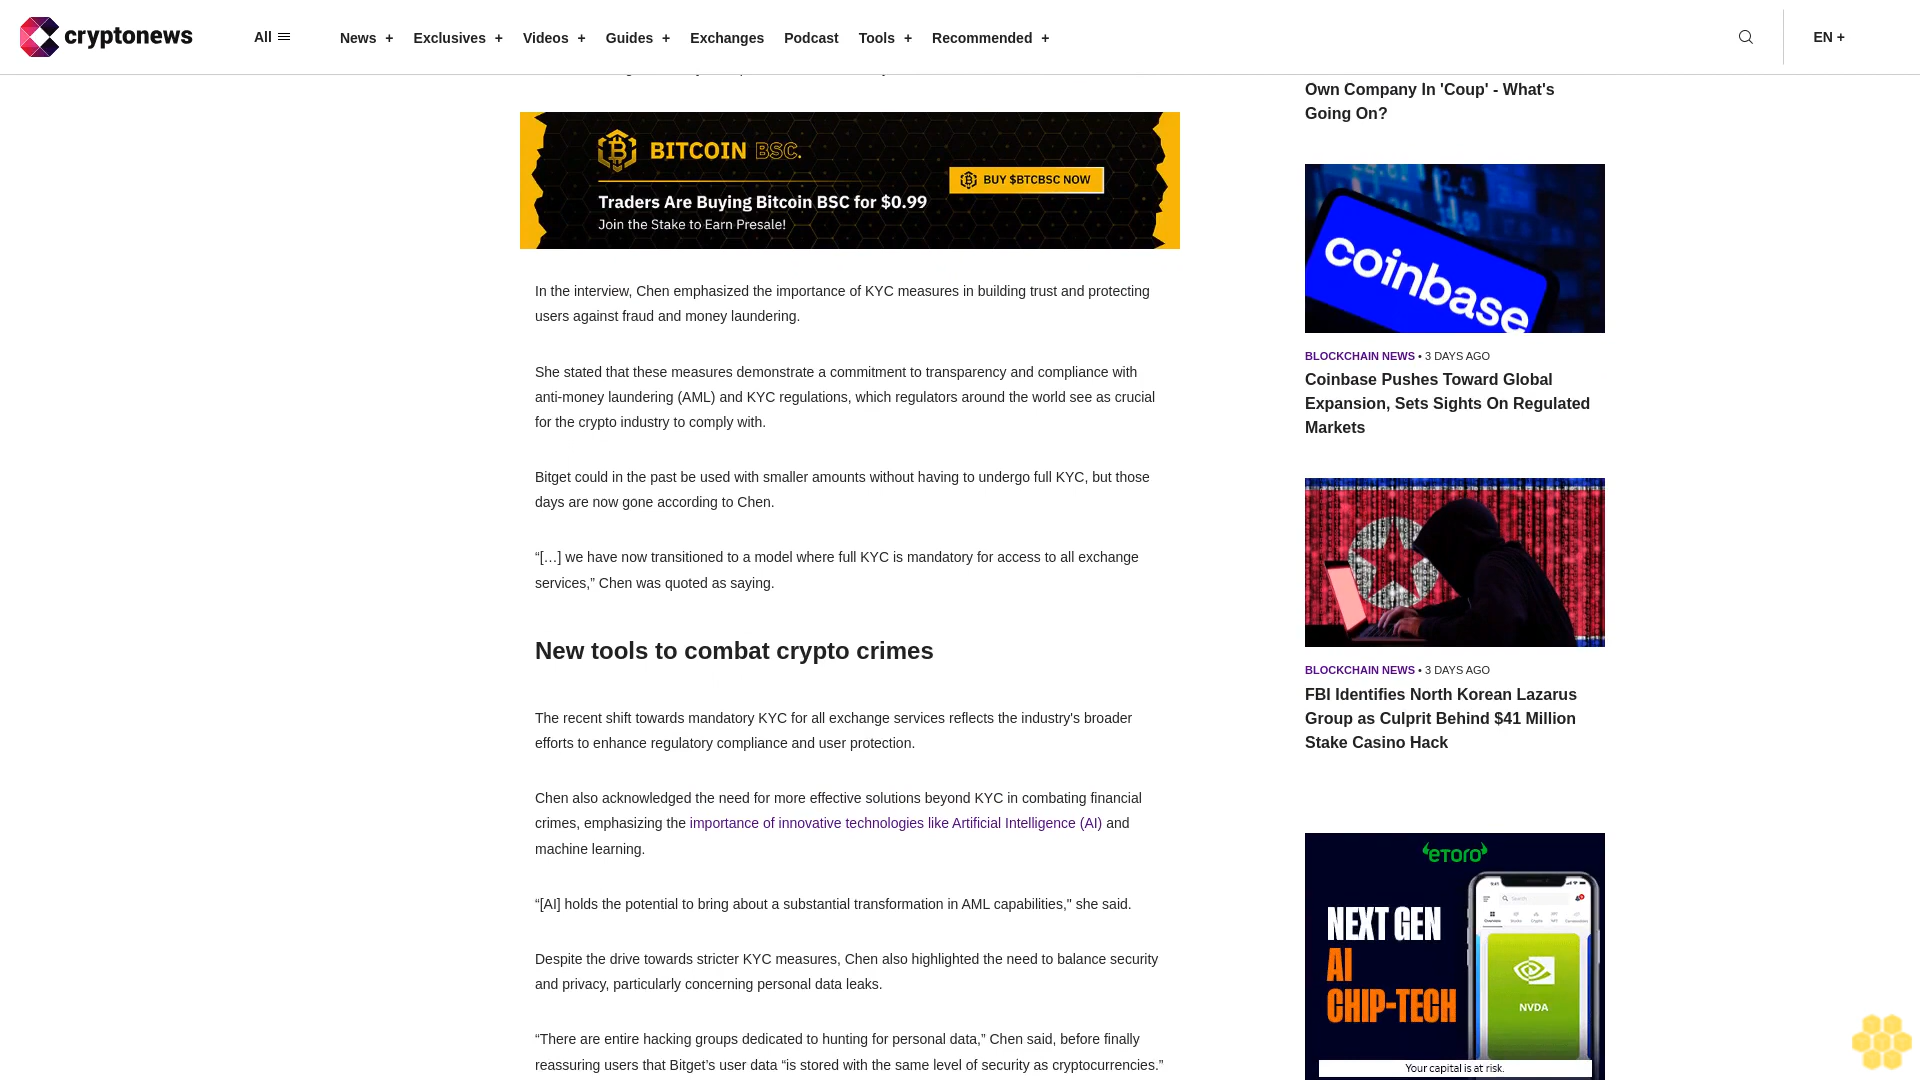 cryptonews
All
News +
Exclusives +
Videos +
Guides +
Exchanges
Podcast
Tools +
Recommended +
EN +
BITCOIN BSC.
Traders Are Buying Bitcoin BSC for $0.99
Join the Stake to Earn Presale!
BUY $BTCBSC NOW
In the interview, Chen emphasized the importance of KYC measures in building trust and protecting
users against fraud and money laundering.
She stated that these measures demonstrate a commitment to transparency and compliance with
anti-money laundering (AML) and KYC regulations, which regulators around the world see as crucial
for the crypto industry to comply with.
Bitget could in the past be used with smaller amounts without having to undergo full KYC, but those
days are now gone according to Chen.
“[…] we have now transitioned to a model where full KYC is mandatory for access to all exchange
services,” Chen was quoted as saying.
New tools to combat crypto crimes
The recent shift towards mandatory KYC for all exchange services reflects the industry's broader
efforts to enhance regulatory compliance and user protection.
Chen also acknowledged the need for more effective solutions beyond KYC in combating financial
crimes, emphasizing the importance of innovative technologies like Artificial Intelligence (AI) and
machine learning.
“[AI] holds the potential to bring about a substantial transformation in AML capabilities," she said.
Despite the drive towards stricter KYC measures, Chen also highlighted the need to balance security
and privacy, particularly concerning personal data leaks.
“There are entire hacking groups dedicated to hunting for personal data,” Chen said, before finally
reassuring users that Bitget’s user data “is stored with the same level of security as cryptocurrencies.”
Own Company In 'Coup' - What's
Going On?
coinbase
BLOCKCHAIN NEWS • 3 DAYS AGO
Coinbase Pushes Toward Global
Expansion, Sets Sights On Regulated
Markets
BLOCKCHAIN NEWS • 3 DAYS AGO
FBI Identifies North Korean Lazarus
Group as Culprit Behind $41 Million
Stake Casino Hack
eToro
NEXT GEN
AI
CHIP-TECH
Search
NVDA
Your capital is at risk.